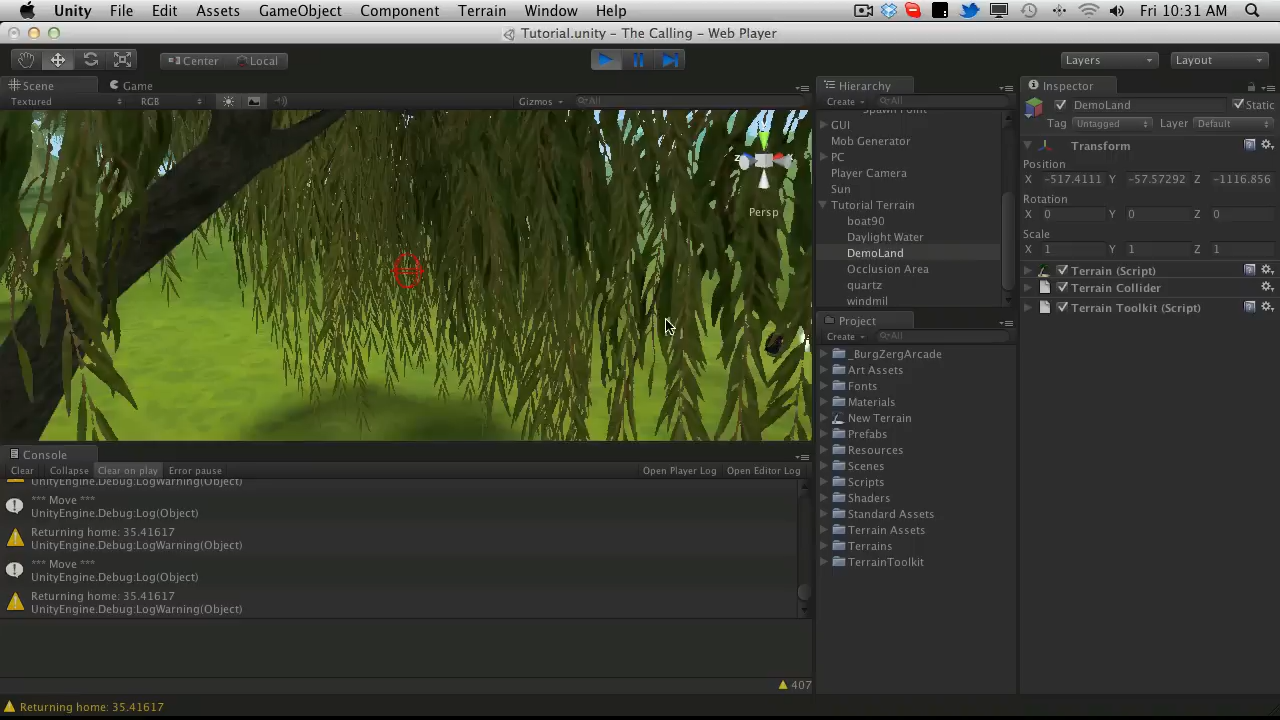 Unity File Edit Assets GameObject Component Terrain Window Help Fri 10:31 AM
Tutorial.unity - The Calling - Web Player
Center Local Layers Layout
Scene Game
Textured RGB Gizmos All
Hierarchy
Create All
Spawn Point
GUI
Mob Generator
PC
Player Camera
Sun
Tutorial Terrain
boat90
Daylight Water
DemoLand
Occlusion Area
quartz
windmil
Persp
Project
Create All
_BurgZergArcade
Art Assets
Fonts
Materials
New Terrain
Prefabs
Resources
Scenes
Scripts
Shaders
Standard Assets
Terrain Assets
Terrains
TerrainToolkit
Inspector
DemoLand Static
Tag Untagged Layer Default
Transform
Position
X -517.4111 Y -57.57292 Z -1116.856
Rotation
X 0 Y 0 Z 0
Scale
X 1 Y 1 Z 1
Terrain (Script)
Terrain Collider
Terrain Toolkit (Script)
Console
Clear Collapse Clear on play Error pause Open Player Log Open Editor Log
UnityEngine.Debug:LogWarning(Object)
*** Move ***
UnityEngine.Debug:Log(Object)
Returning home: 35.41617
UnityEngine.Debug:LogWarning(Object)
*** Move ***
UnityEngine.Debug:Log(Object)
Returning home: 35.41617
UnityEngine.Debug:LogWarning(Object)
407
Returning home: 35.41617